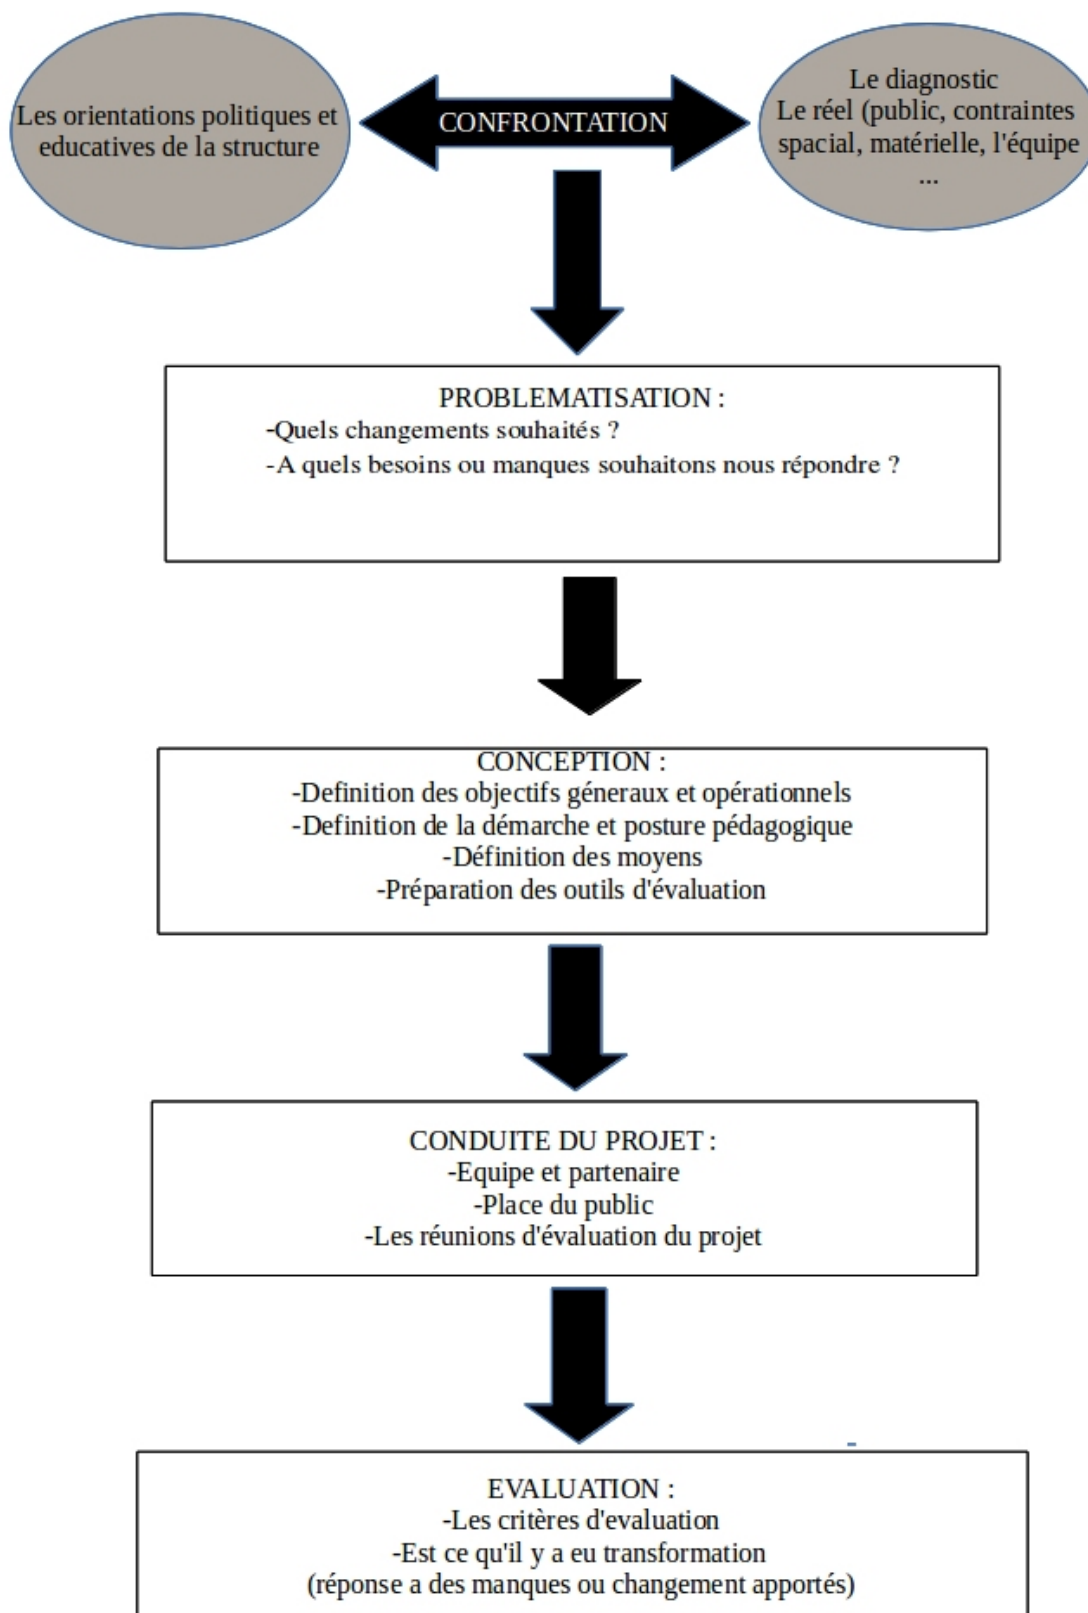 Les orientations politiques et
educatives de la structure
CONFRONTATION
Le diagnostic
Le réel (public, contraintes
spacial, matérielle, l'équipe
...
PROBLEMATISATION :
-Quels changements souhaités ?
-A quels besoins ou manques souhaitons nous répondre ?
CONCEPTION :
-Definition des objectifs géneraux et opérationnels
-Definition de la démarche et posture pédagogique
-Définition des moyens
-Préparation des outils d'évaluation
CONDUITE DU PROJET :
-Equipe et partenaire
-Place du public
-Les réunions d'évaluation du projet
EVALUATION :
-Les critères d'evaluation
-Est ce qu'il y a eu transformation
(réponse a des manques ou changement apportés)